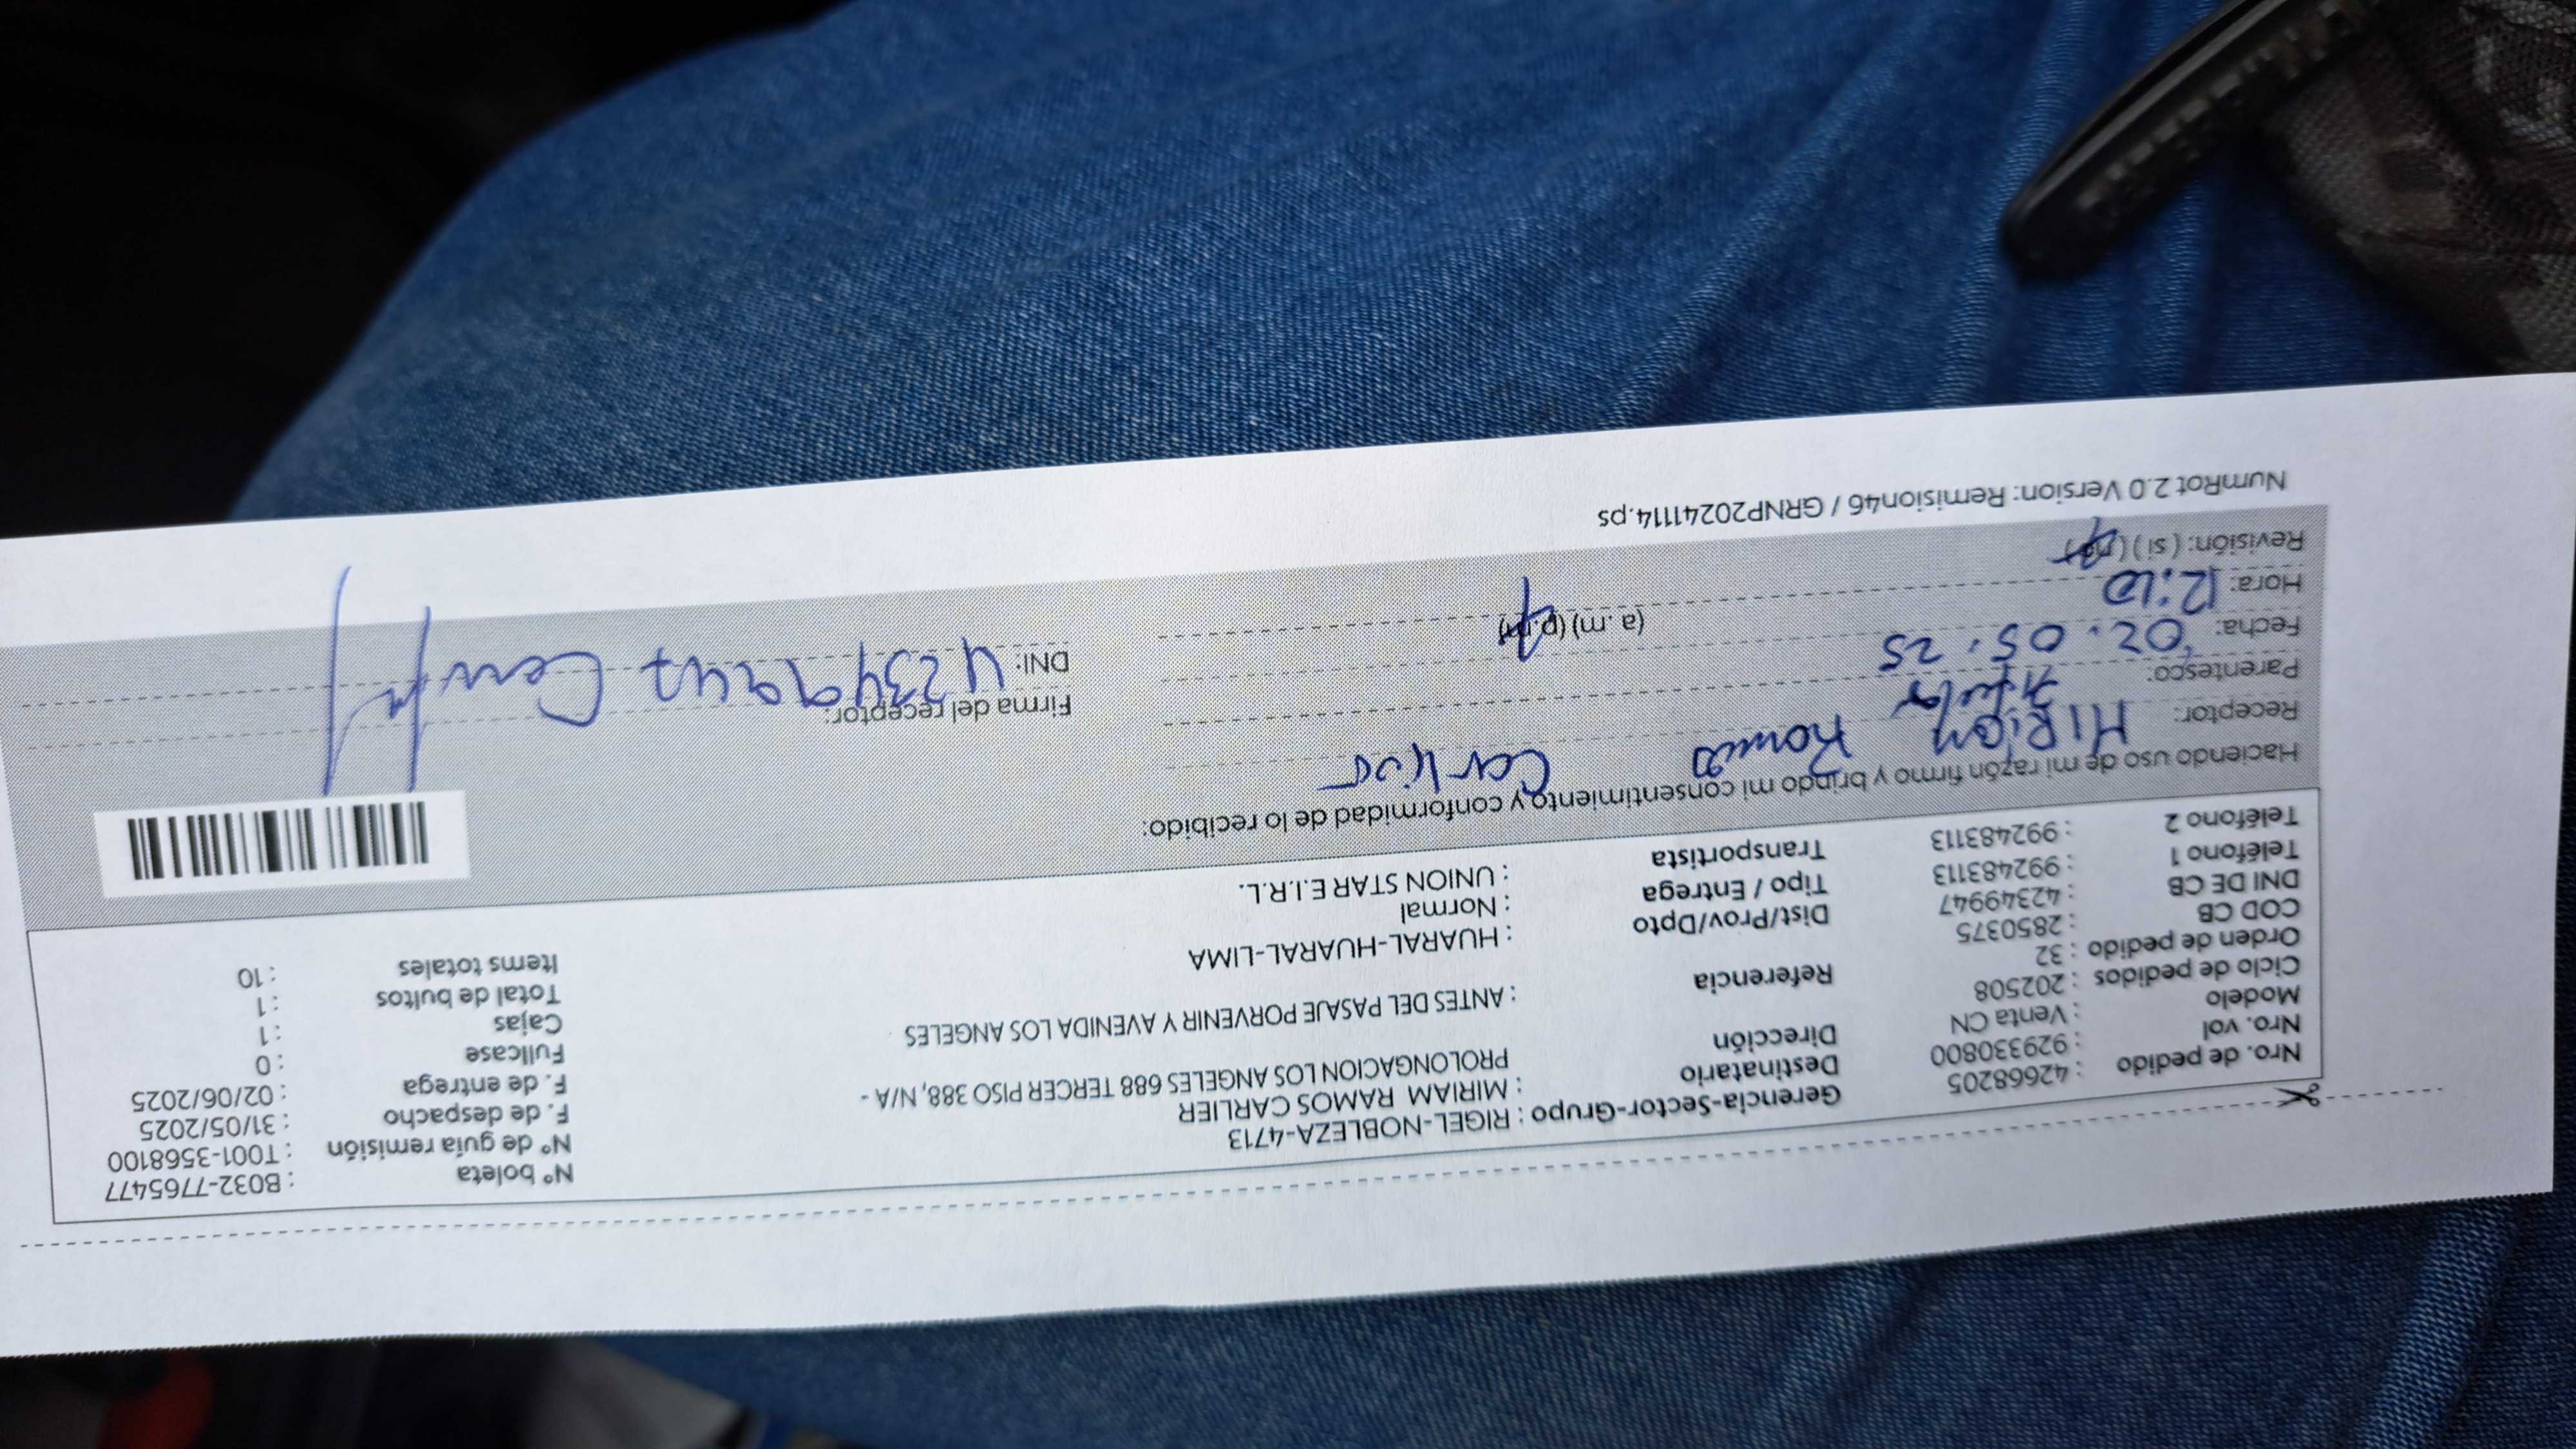 Nro. de pedido : 42668205
Nro. vol : 929330800
Modelo : Venta CN
Ciclo de pedidos : 202508
Orden de pedido : 32
COD CB : 2850375
DNI DE CB : 42349947
Teléfono 1 : 992483113
Teléfono 2 : 992483113
Gerencia-Sector-Grupo : RIGEL-NOBLEZA-4713
Destinatario : MIRIAM RAMOS CARLIER
Dirección PROLONGACION LOS ANGELES 688 TERCER PISO 388, N/A -
Referencia : ANTES DEL PASAJE PORVENIR Y AVENIDA LOS ANGELES
Dist/Prov/Dpto : HUARAL-HUARAL-LIMA
Tipo / Entrega : Normal
Transportista : UNION STAR E.I.R.L.
Nº boleta : B032-7765477
Nº de guía remisión : T001-3568100
F. de despacho : 31/05/2025
F. de entrega : 02/06/2025
Fullcase : 0
Cajas : 1
Total de bultos : 1
Items totales : 10
Haciendo uso de mi razón firmo y brindo mi consentimiento y conformidad de lo recibido:
Receptor: MIRIam Ramos
Parentesco: Titular
Fecha: 02.05.25
Hora: 12:10 (a .m) (p.m)
Revisión: ( si ) ( no )
Firma del receptor:
DNI: 42349947
NumRot 2.0 Version: Remision46 / GRNP20241114.ps